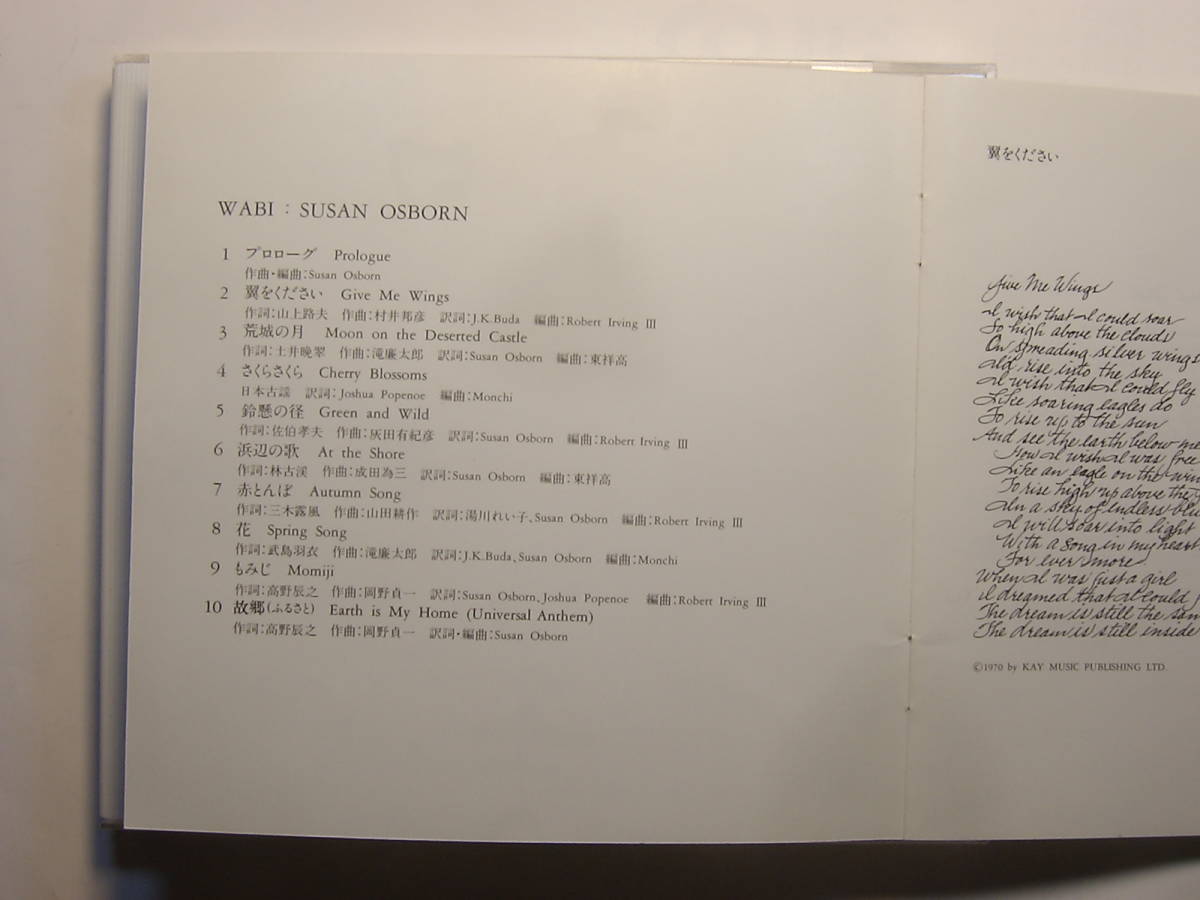 WABI : SUSAN OSBORN
1 プロローグ Prologue
作曲・編曲:Susan Osborn
2 翼をください Give Me Wings
作詞:山上路夫 作曲:村井邦彦 訳詞:J.K.Buda 編曲:Robert Irving III
3 荒城の月 Moon on the Deserted Castle
作詞:土井晩翠 作曲:滝廉太郎 訳詞:Susan Osborn 編曲:東祥高
4 さくらさくら Cherry Blossoms
日本古謡 訳詞:Joshua Popenoe 編曲:Monchi
5 鈴懸の径 Green and Wild
作詞:佐伯孝夫 作曲:灰田有紀彦 訳詞:Susan Osborn 編曲:Robert Irving III
6 浜辺の歌 At the Shore
作詞:林古渓 作曲:成田為三 訳詞:Susan Osborn 編曲:東祥高
7 赤とんぼ Autumn Song
作詞:三木露風 作曲:山田耕作 訳詞:湯川れい子、Susan Osborn 編曲:Robert Irving III
8 花 Spring Song
作詞:武島羽衣 作曲:滝廉太郎 訳詞:J.K.Buda、Susan Osborn 編曲:Monchi
9 もみじ Momiji
作詞:高野辰之 作曲:岡野貞一 訳詞:Susan Osborn、Joshua Popenoe 編曲:Robert Irving III
10 故郷(ふるさと) Earth is My Home (Universal Anthem)
作詞:高野辰之 作曲:岡野貞一 訳詞・編曲:Susan Osborn
翼をください
Give Me Wings
I wish that I could soar
So high above the clouds
On spreading silver wings
I'd rise into the sky
I wish that I could fly
Like soaring eagles do
To rise up to the sun
And see the earth below me
How I wish I was free
Like an eagle on the win
To rise high up above the
In a sky of endless blu
I will soar into light
With a song in my heart
For ever more
When I was just a girl
I dreamed that I could f
The dream is still the sam
The dream is still inside
©1970 by KAY MUSIC PUBLISHING LTD.